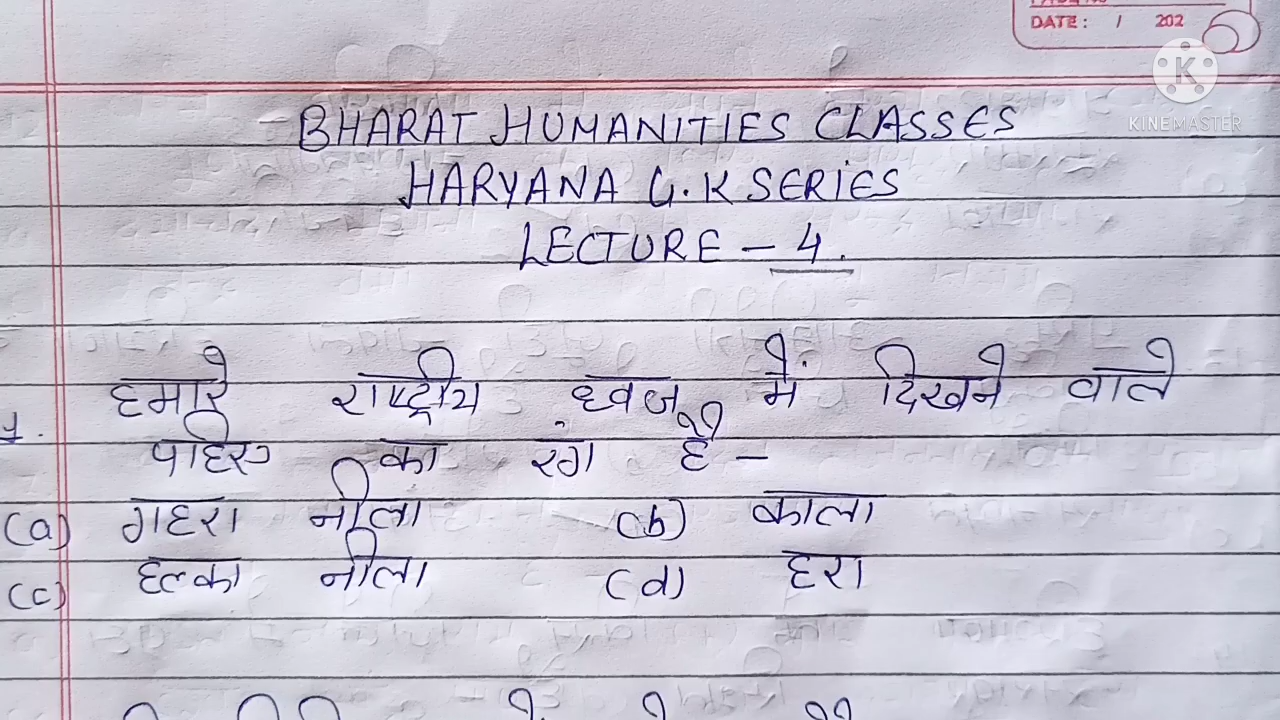 DATE : / 202
K
KINEMASTER
BHARAT HUMANITIES CLASSES
HARYANA G.K SERIES
LECTURE - 4.
1. हमारे राष्ट्रीय ध्वज में दिखने वाले
पहिए का रंग है -
(a) गहरा नीला (b) काला
(c) हल्का नीला (d) हरा